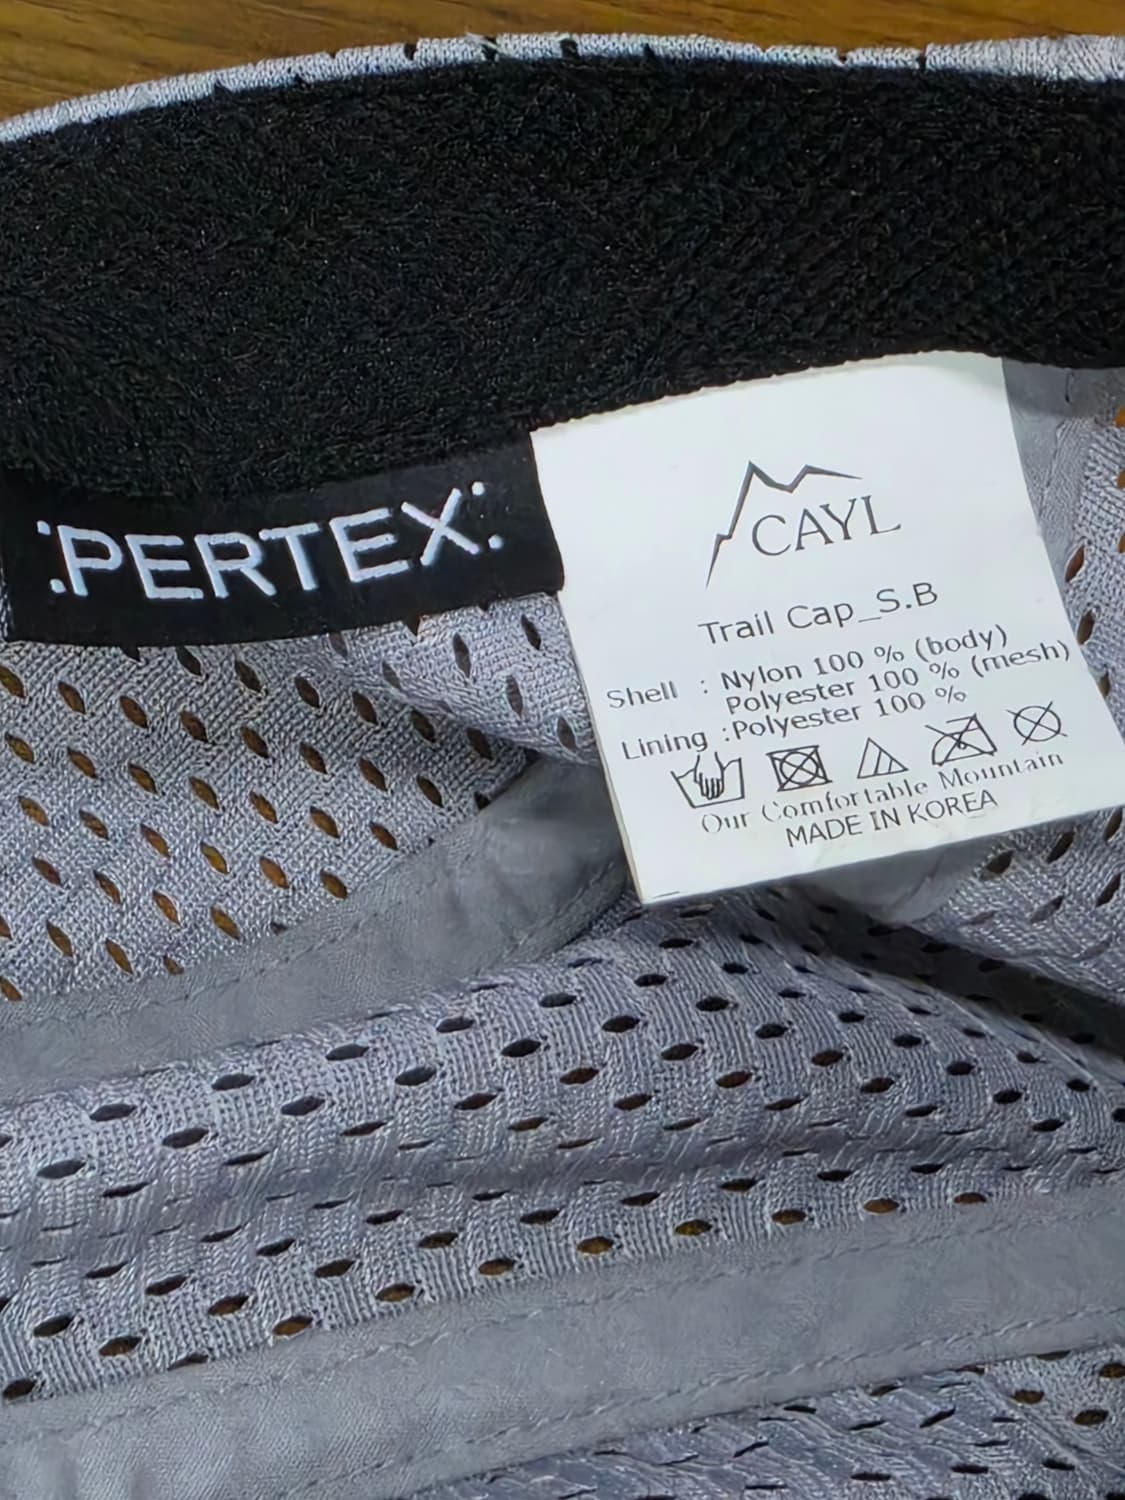 :PERTEX:
CAYL
Trail Cap_S.B
Shell : Nylon 100 % (body)
Polyester 100 % (mesh)
Lining :Polyester 100 %
Our Comfortable Mountain
MADE IN KOREA